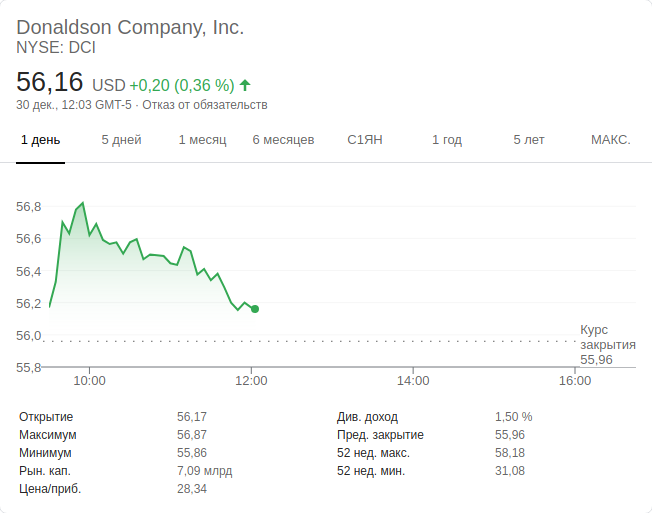 Donaldson Company, Inc.
NYSE: DCI
56,16 USD +0,20 (0,36 %)
30 дек., 12:03 GMT-5 · Отказ от обязательств
1 день 5 дней 1 месяц 6 месяцев С1ЯН 1 год 5 лет МАКС.
56,8
56,6
56,4
56,2
56,0
55,8
Курс
закрытия
55,96
10:00 12:00 14:00 16:00
Открытие 56,17 Див. доход 1,50 %
Максимум 56,87 Пред. закрытие 55,96
Минимум 55,86 52 нед. макс. 58,18
Рын. кап. 7,09 млрд 52 нед. мин. 31,08
Цена/приб. 28,34